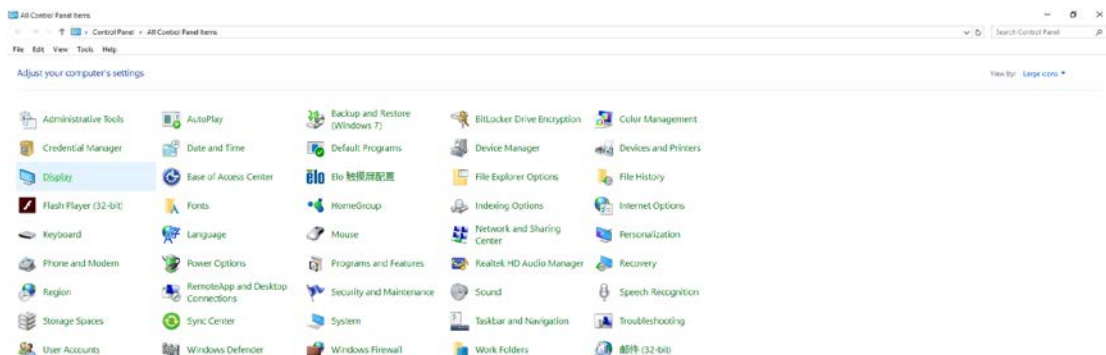 All Control Panel Items
Control Panel > All Control Panel Items
Search Control Panel
File Edit View Tools Help
Adjust your computer's settings
View by: Large icons
Administrative Tools
AutoPlay
Backup and Restore
(Windows 7)
BitLocker Drive Encryption
Color Management
Credential Manager
Date and Time
Default Programs
Device Manager
Devices and Printers
Display
Ease of Access Center
elo
Elo 触摸屏配置
File Explorer Options
File History
Flash Player (32-bit)
Fonts
HomeGroup
Indexing Options
Internet Options
Keyboard
Language
Mouse
Network and Sharing
Center
Personalization
Phone and Modem
Power Options
Programs and Features
Realtek HD Audio Manager
Recovery
Region
RemoteApp and Desktop
Connections
Security and Maintenance
Sound
Speech Recognition
Storage Spaces
Sync Center
System
Taskbar and Navigation
Troubleshooting
User Accounts
Windows Defender
Windows Firewall
Work Folders
邮件 (32-bit)